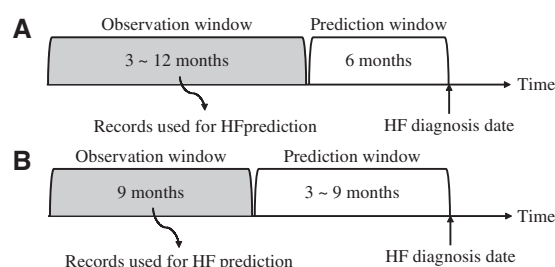 A
Observation window Prediction window
3 ~ 12 months 6 months
Time
Records used for HFprediction HF diagnosis date
B
Observation window Prediction window
9 months 3 ~ 9 months
Time
Records used for HF prediction HF diagnosis date